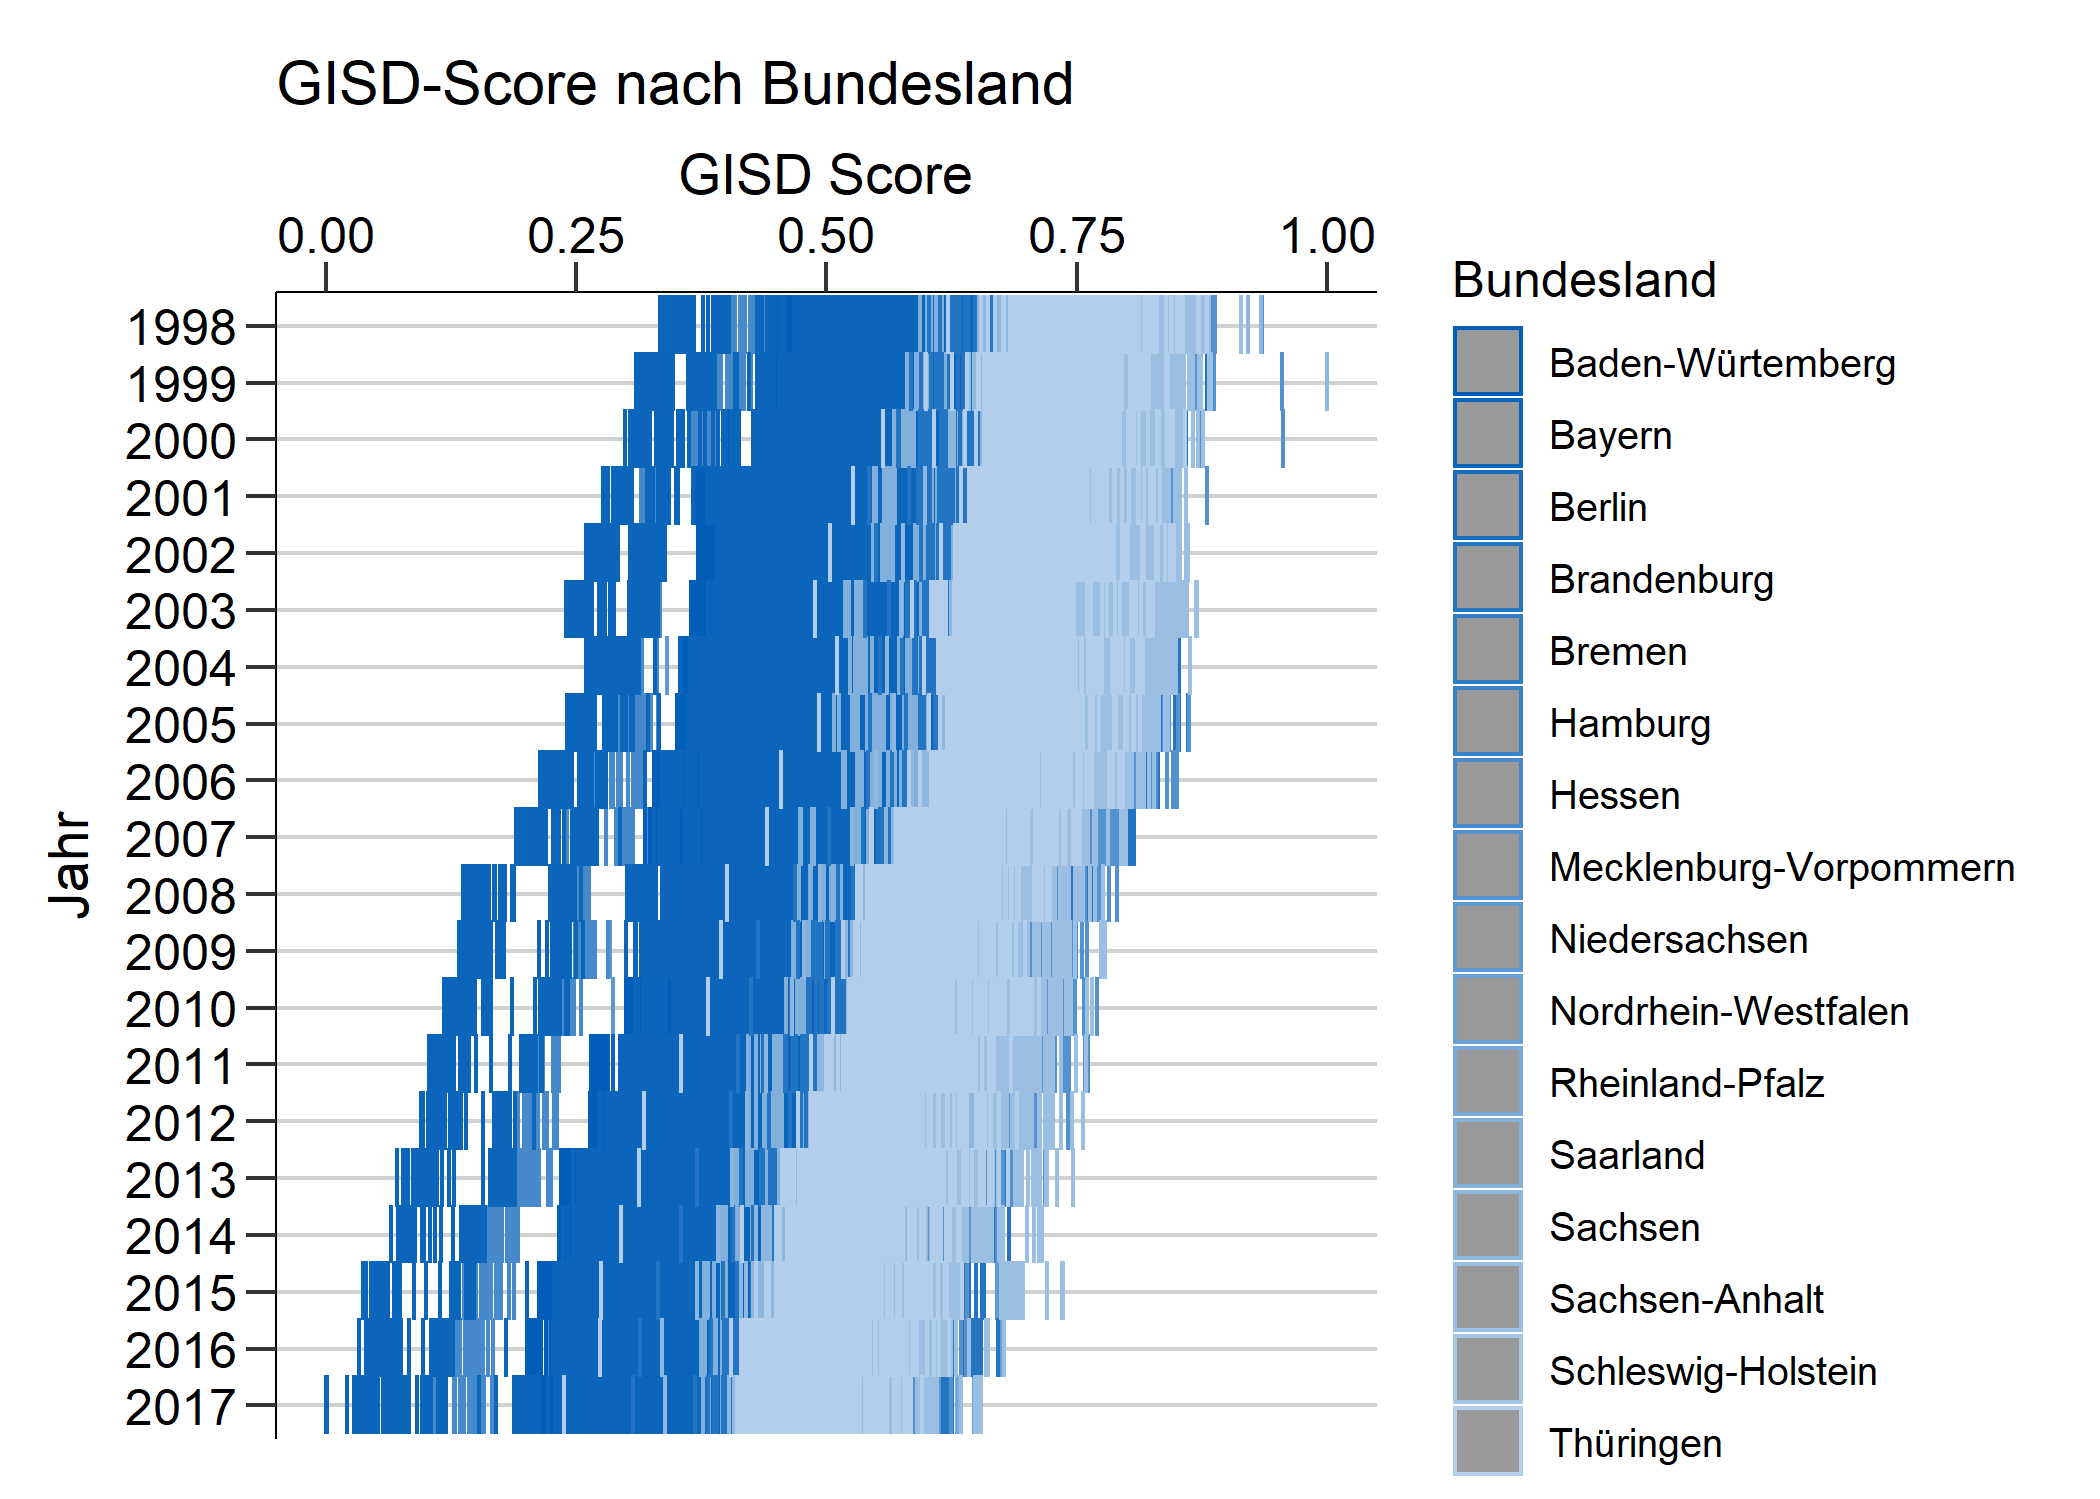 GISD-Score nach Bundesland
GISD Score
0.00 0.25 0.50 0.75 1.00
Jahr
1998
1999
2000
2001
2002
2003
2004
2005
2006
2007
2008
2009
2010
2011
2012
2013
2014
2015
2016
2017
Bundesland
Baden-Würtemberg
Bayern
Berlin
Brandenburg
Bremen
Hamburg
Hessen
Mecklenburg-Vorpommern
Niedersachsen
Nordrhein-Westfalen
Rheinland-Pfalz
Saarland
Sachsen
Sachsen-Anhalt
Schleswig-Holstein
Thüringen